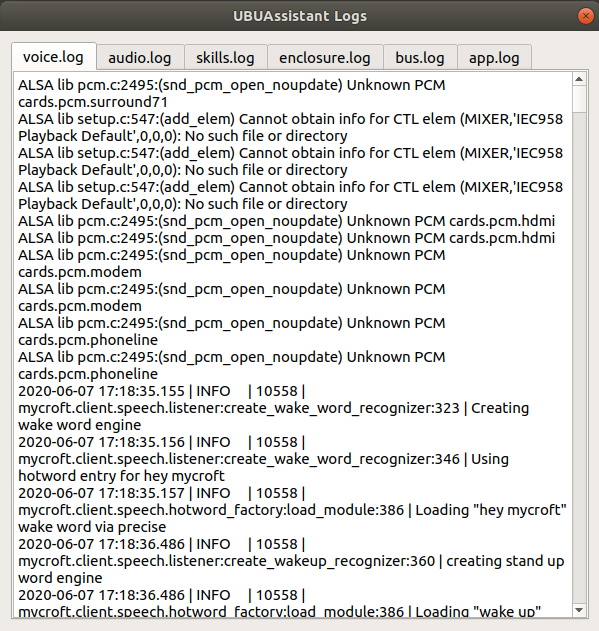 UBUAssistant Logs
voice.log audio.log skills.log enclosure.log bus.log app.log
ALSA lib pcm.c:2495:(snd_pcm_open_noupdate) Unknown PCM
cards.pcm.surround71
ALSA lib setup.c:547:(add_elem) Cannot obtain info for CTL elem (MIXER,'IEC958
Playback Default',0,0,0): No such file or directory
ALSA lib setup.c:547:(add_elem) Cannot obtain info for CTL elem (MIXER,'IEC958
Playback Default',0,0,0): No such file or directory
ALSA lib setup.c:547:(add_elem) Cannot obtain info for CTL elem (MIXER,'IEC958
Playback Default',0,0,0): No such file or directory
ALSA lib pcm.c:2495:(snd_pcm_open_noupdate) Unknown PCM cards.pcm.hdmi
ALSA lib pcm.c:2495:(snd_pcm_open_noupdate) Unknown PCM cards.pcm.hdmi
ALSA lib pcm.c:2495:(snd_pcm_open_noupdate) Unknown PCM
cards.pcm.modem
ALSA lib pcm.c:2495:(snd_pcm_open_noupdate) Unknown PCM
cards.pcm.modem
ALSA lib pcm.c:2495:(snd_pcm_open_noupdate) Unknown PCM
cards.pcm.phoneline
ALSA lib pcm.c:2495:(snd_pcm_open_noupdate) Unknown PCM
cards.pcm.phoneline
2020-06-07 17:18:35.155 | INFO     | 10558 |
mycroft.client.speech.listener:create_wake_word_recognizer:323 | Creating
wake word engine
2020-06-07 17:18:35.156 | INFO     | 10558 |
mycroft.client.speech.listener:create_wake_word_recognizer:346 | Using
hotword entry for hey mycroft
2020-06-07 17:18:35.157 | INFO     | 10558 |
mycroft.client.speech.hotword_factory:load_module:386 | Loading "hey mycroft"
wake word via precise
2020-06-07 17:18:36.486 | INFO     | 10558 |
mycroft.client.speech.listener:create_wakeup_recognizer:360 | creating stand up
word engine
2020-06-07 17:18:36.486 | INFO     | 10558 |
mycroft.client.speech.hotword_factory:load_module:386 | Loading "wake up"